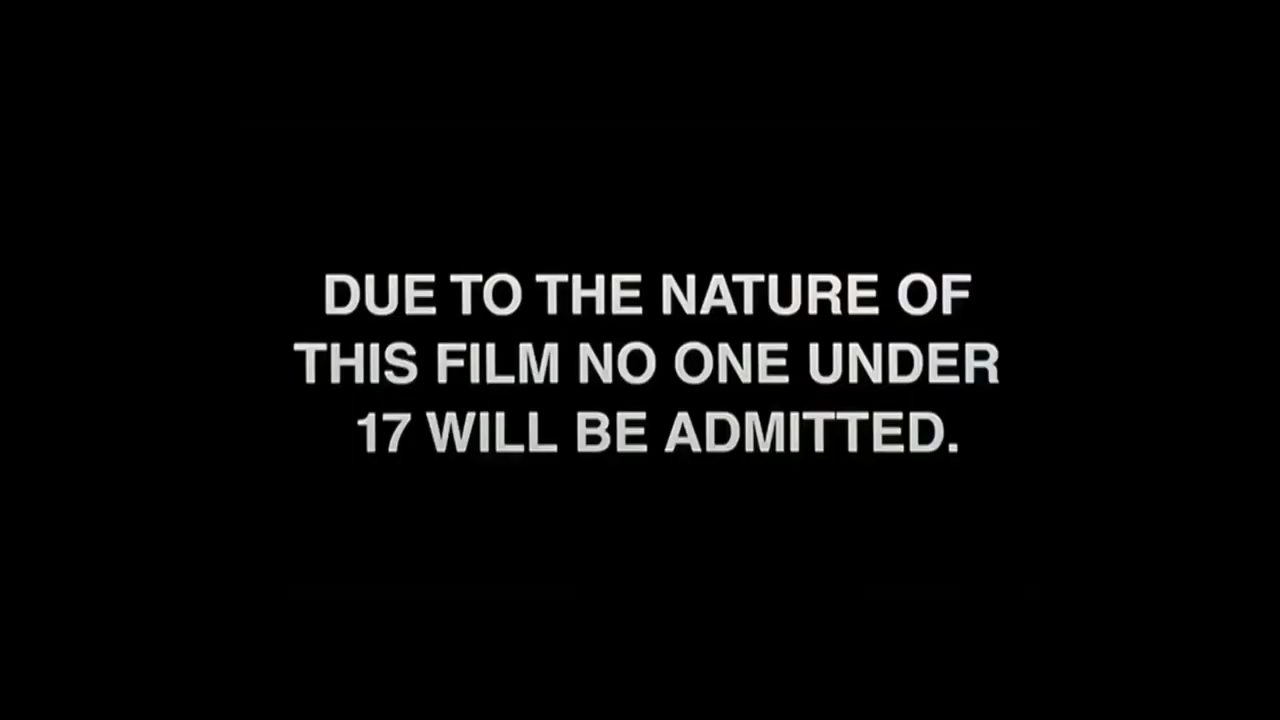 DUE TO THE NATURE OF
THIS FILM NO ONE UNDER
17 WILL BE ADMITTED.